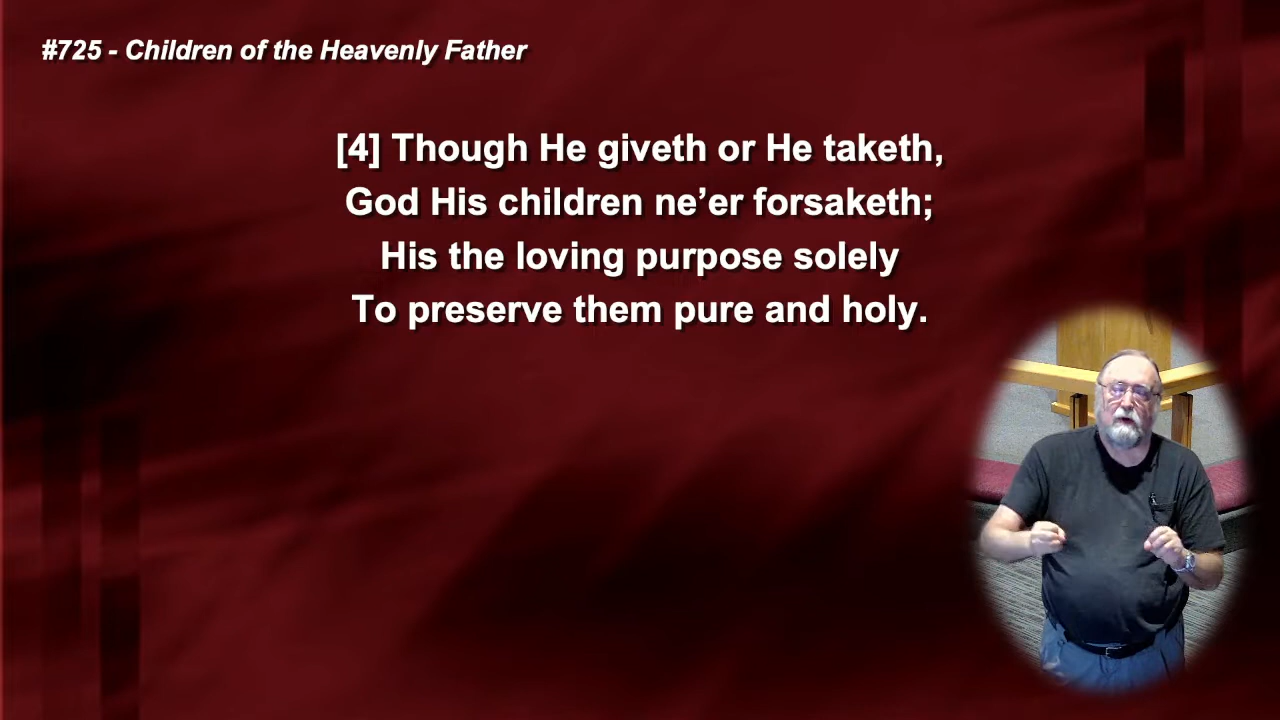 #725 - Children of the Heavenly Father
[4] Though He giveth or He taketh,
God His children ne’er forsaketh;
His the loving purpose solely
To preserve them pure and holy.